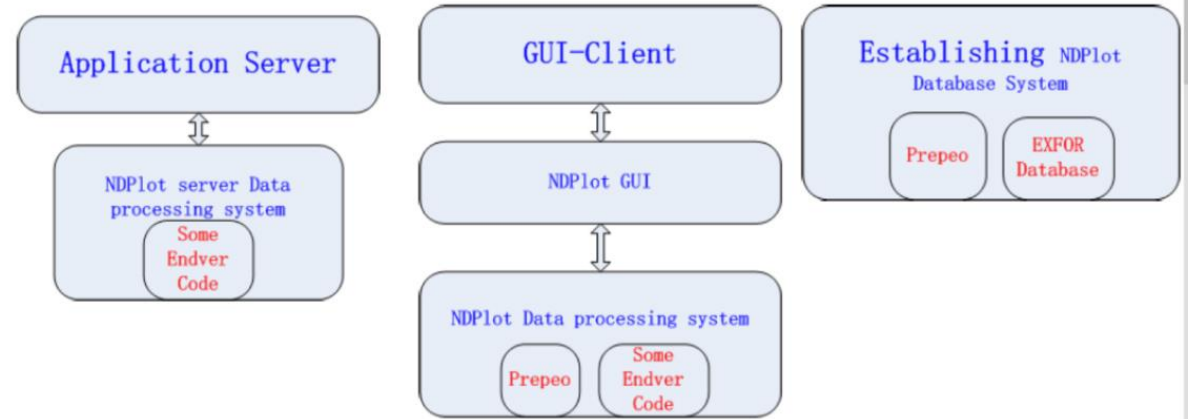 Application Server
NDPlot server Data
processing system
Some
Endver
Code
GUI-Client
NDPlot GUI
NDPlot Data processing system
Prepeo
Some
Endver
Code
Establishing NDPlot
Database System
Prepeo
EXFOR
Database